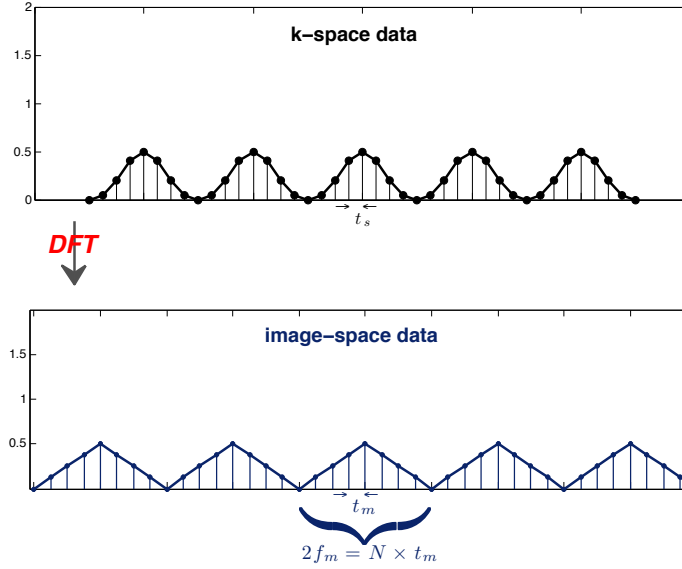 2
k−space data
1.5
1
0.5
0
t_s
DFT
image−space data
1.5
1
0.5
t_m
2f_m = N × t_m